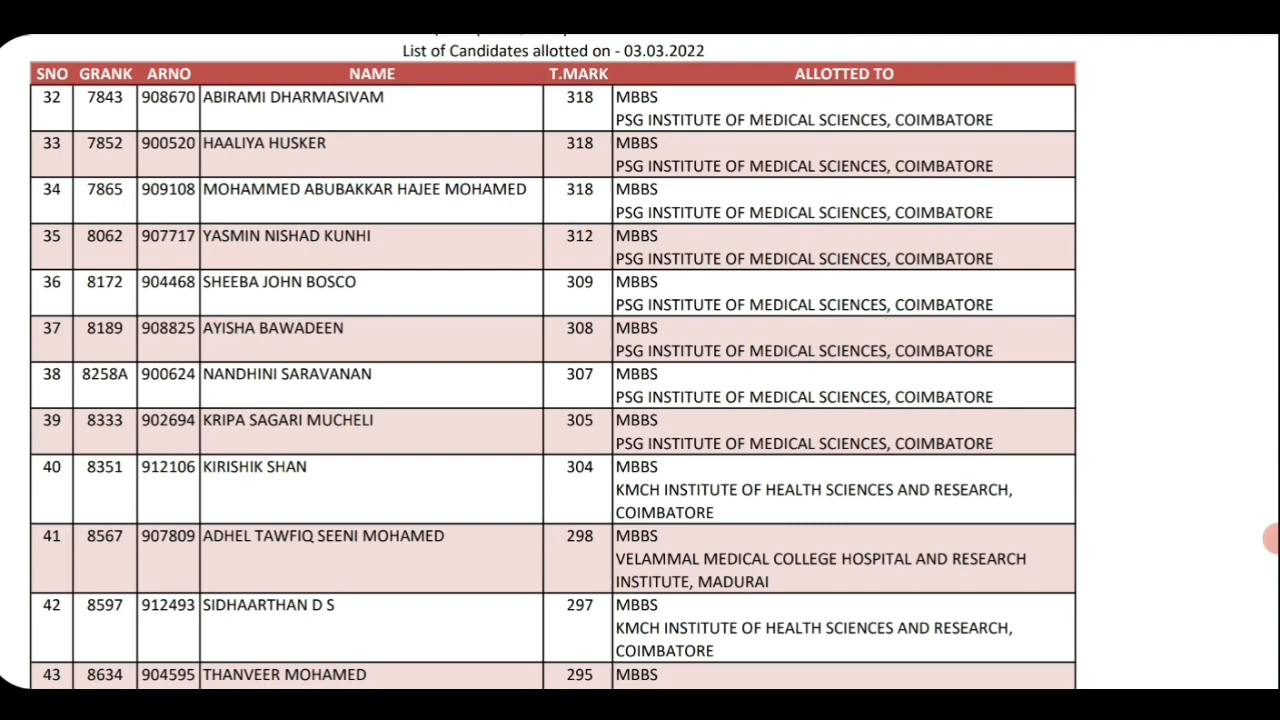 List of Candidates allotted on - 03.03.2022
SNO GRANK ARNO NAME T.MARK ALLOTTED TO
32 7843 908670 ABIRAMI DHARMASIVAM 318 MBBS
PSG INSTITUTE OF MEDICAL SCIENCES, COIMBATORE
33 7852 900520 HAALIYA HUSKER 318 MBBS
PSG INSTITUTE OF MEDICAL SCIENCES, COIMBATORE
34 7865 909108 MOHAMMED ABUBAKKAR HAJEE MOHAMED 318 MBBS
PSG INSTITUTE OF MEDICAL SCIENCES, COIMBATORE
35 8062 907717 YASMIN NISHAD KUNHI 312 MBBS
PSG INSTITUTE OF MEDICAL SCIENCES, COIMBATORE
36 8172 904468 SHEEBA JOHN BOSCO 309 MBBS
PSG INSTITUTE OF MEDICAL SCIENCES, COIMBATORE
37 8189 908825 AYISHA BAWADEEN 308 MBBS
PSG INSTITUTE OF MEDICAL SCIENCES, COIMBATORE
38 8258A 900624 NANDHINI SARAVANAN 307 MBBS
PSG INSTITUTE OF MEDICAL SCIENCES, COIMBATORE
39 8333 902694 KRIPA SAGARI MUCHELI 305 MBBS
PSG INSTITUTE OF MEDICAL SCIENCES, COIMBATORE
40 8351 912106 KIRISHIK SHAN 304 MBBS
KMCH INSTITUTE OF HEALTH SCIENCES AND RESEARCH,
COIMBATORE
41 8567 907809 ADHEL TAWFIQ SEENI MOHAMED 298 MBBS
VELAMMAL MEDICAL COLLEGE HOSPITAL AND RESEARCH
INSTITUTE, MADURAI
42 8597 912493 SIDHAARTHAN D S 297 MBBS
KMCH INSTITUTE OF HEALTH SCIENCES AND RESEARCH,
COIMBATORE
43 8634 904595 THANVEER MOHAMED 295 MBBS